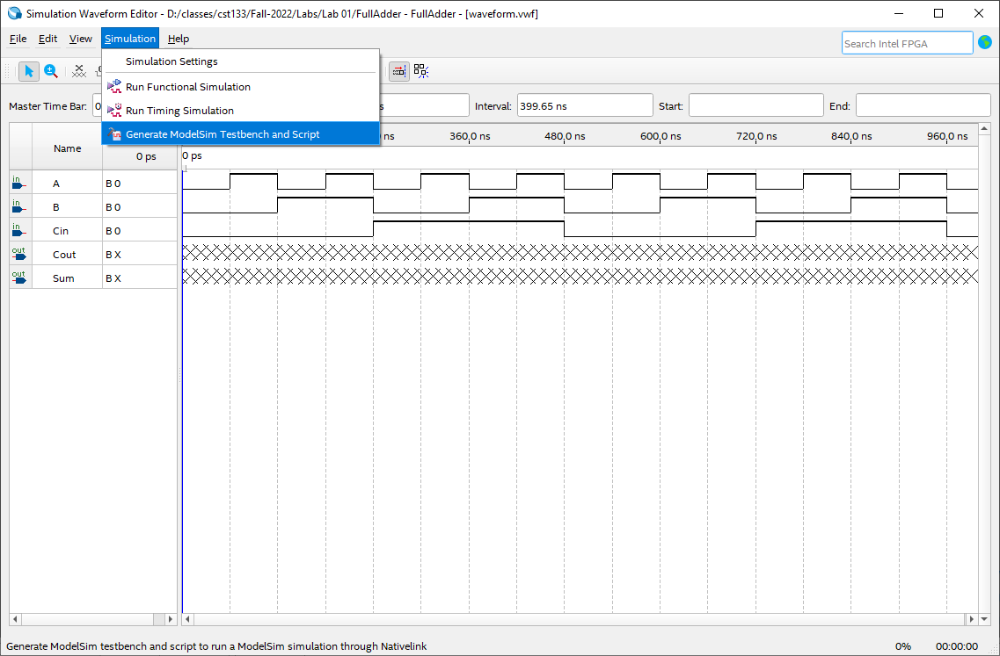 Simulation Waveform Editor - D:/classes/cst133/Fall-2022/Labs/Lab 01/FullAdder - FullAdder - [waveform.vwf]
File Edit View Simulation Help
Search Intel FPGA
Simulation Settings
Run Functional Simulation
Run Timing Simulation
Generate ModelSim Testbench and Script
Master Time Bar: 0
s
Interval: 399.65 ns
Start:
End:
Name
0 ps
0 ns 360.0 ns 480.0 ns 600.0 ns 720.0 ns 840.0 ns 960.0 ns
0 ps
in A B 0
in B B 0
in Cin B 0
out Cout B X
out Sum B X
Generate ModelSim testbench and script to run a ModelSim simulation through Nativelink
0% 00:00:00